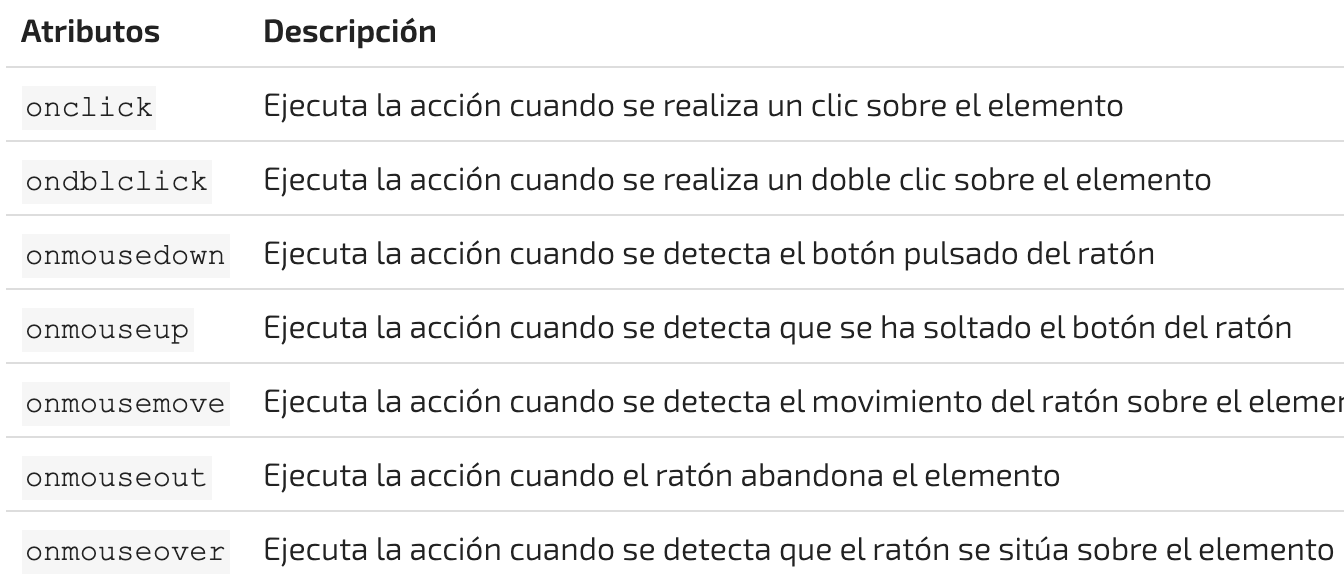 Atributos Descripción
onclick Ejecuta la acción cuando se realiza un clic sobre el elemento
ondblclick Ejecuta la acción cuando se realiza un doble clic sobre el elemento
onmousedown Ejecuta la acción cuando se detecta el botón pulsado del ratón
onmouseup Ejecuta la acción cuando se detecta que se ha soltado el botón del ratón
onmousemove Ejecuta la acción cuando se detecta el movimiento del ratón sobre el
onmouseout Ejecuta la acción cuando el ratón abandona el elemento
onmouseover Ejecuta la acción cuando se detecta que el ratón se sitúa sobre el elemento